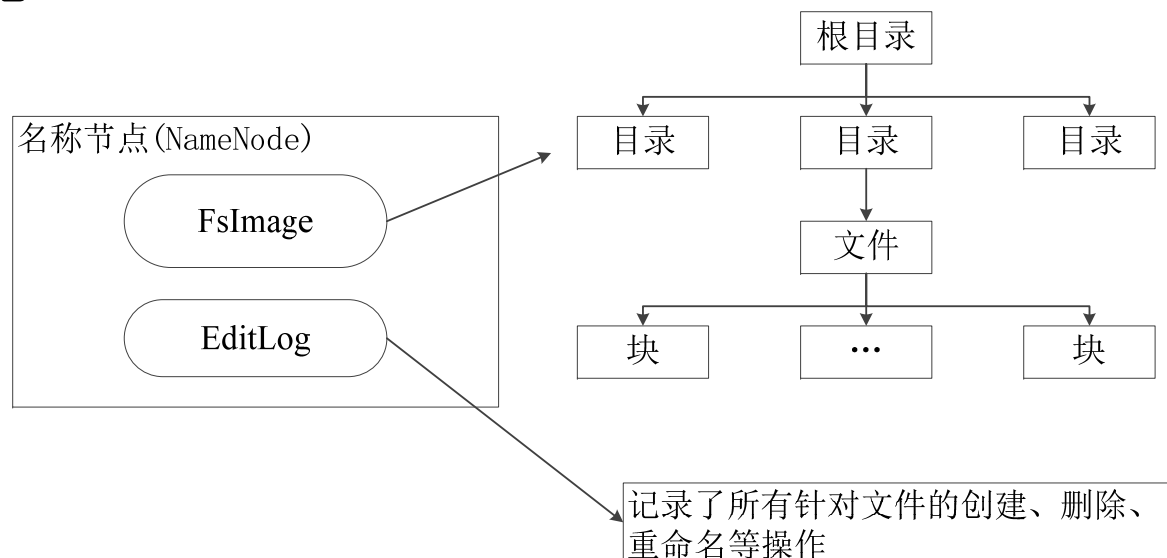 根目录
名称节点(NameNode)
目录
目录
目录
FsImage
文件
EditLog
块
…
块
记录了所有针对文件的创建、删除、
重命名等操作